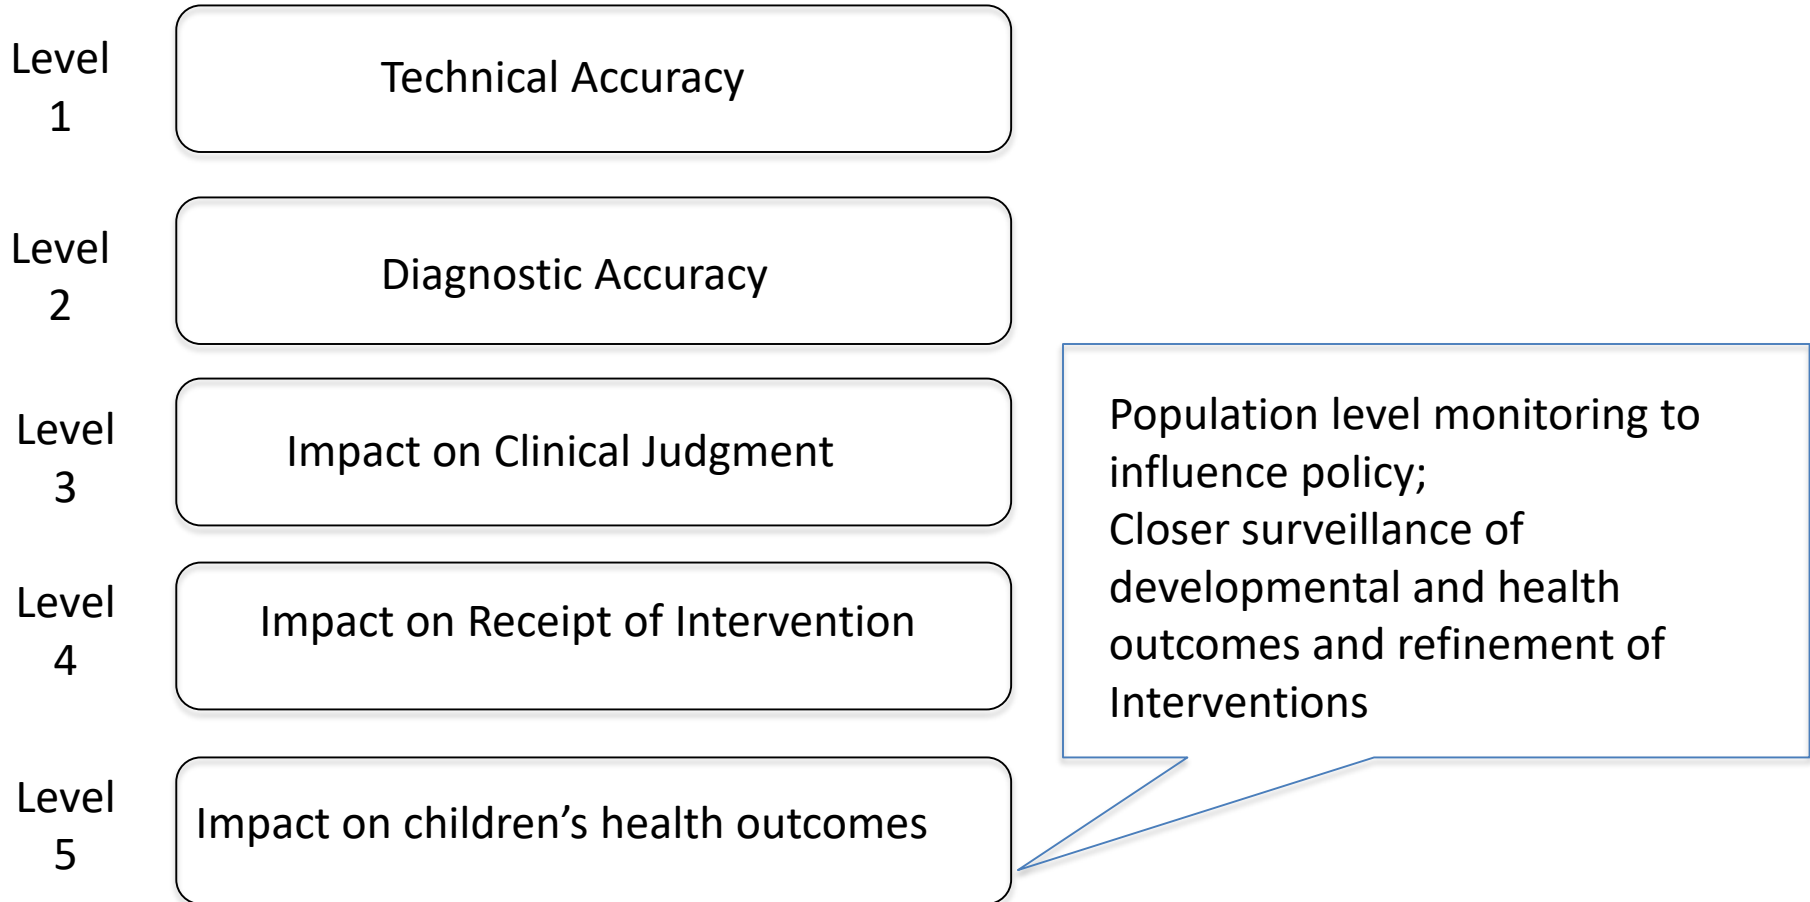 Level
1
Technical Accuracy
Level
2
Diagnostic Accuracy
Level
3
Impact on Clinical Judgment
Level
4
Impact on Receipt of Intervention
Level
5
Impact on children’s health outcomes
Population level monitoring to
influence policy;
Closer surveillance of
developmental and health
outcomes and refinement of
Interventions